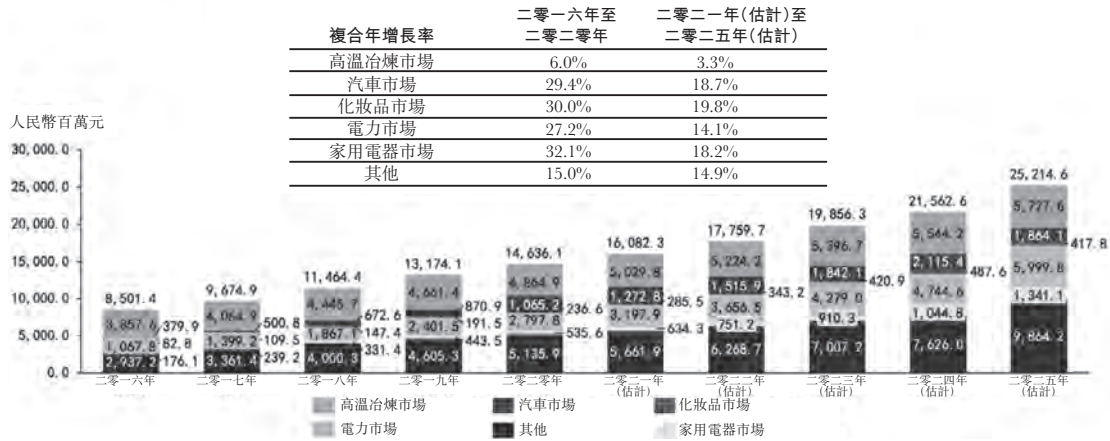 二零一六年至 二零二一年(估計)至
複合年增長率 二零二零年 二零二五年(估計)
高溫冶煉市場 6.0% 3.3%
汽車市場 29.4% 18.7%
化妝品市場 30.0% 19.8%
電力市場 27.2% 14.1%
家用電器市場 32.1% 18.2%
其他 15.0% 14.9%
人民幣百萬元
30,000.0
25,000.0
20,000.0
15,000.0
10,000.0
5,000.0
0.0
8,501.4
3,857.6
379.9
82.8
1,067.8
176.1
2,937.2
二零一六年
9,674.9
4,064.9
500.8
109.5
1,399.2
239.2
3,361.4
二零一七年
11,464.4
4,445.7
672.6
147.4
1,867.1
331.4
4,000.3
二零一八年
13,174.1
4,661.4
870.9
191.5
2,401.5
443.5
4,605.3
二零一九年
14,636.1
4,864.9
1,065.2
236.6
2,797.8
535.6
5,135.9
二零二零年
16,082.3
5,029.8
1,272.8
285.5
3,197.9
634.3
5,661.9
二零二一年
(估計)
17,759.7
5,224.2
1,515.9
343.2
3,656.5
751.2
6,268.7
二零二二年
(估計)
19,856.3
5,396.7
1,842.1
420.9
4,279.0
910.3
7,007.2
二零二三年
(估計)
21,562.6
5,544.2
2,115.4
487.6
4,744.6
1,044.8
7,626.0
二零二四年
(估計)
25,214.6
5,727.6
1,864.1
417.8
5,999.8
1,341.1
9,864.2
二零二五年
(估計)
高溫冶煉市場 汽車市場 化妝品市場
電力市場 其他 家用電器市場